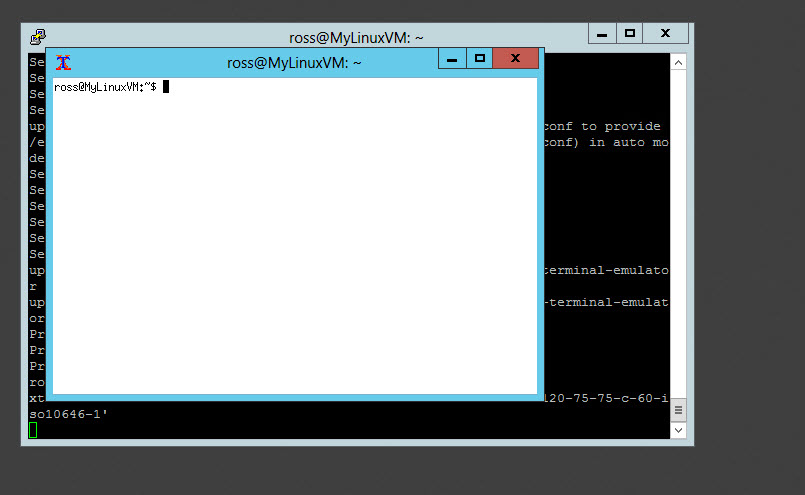 ross@MyLinuxVM: ~
ross@MyLinuxVM: ~
ross@MyLinuxVM:~$
Se
Se
Se
Se
up conf to provide
/e conf) in auto mo
de
Se
Se
Se
Se
Se
Se
up terminal-emulato
r
up -terminal-emulat
or
Pr
Pr
Pr
ro
xt 120-75-75-c-60-i
so10646-1'